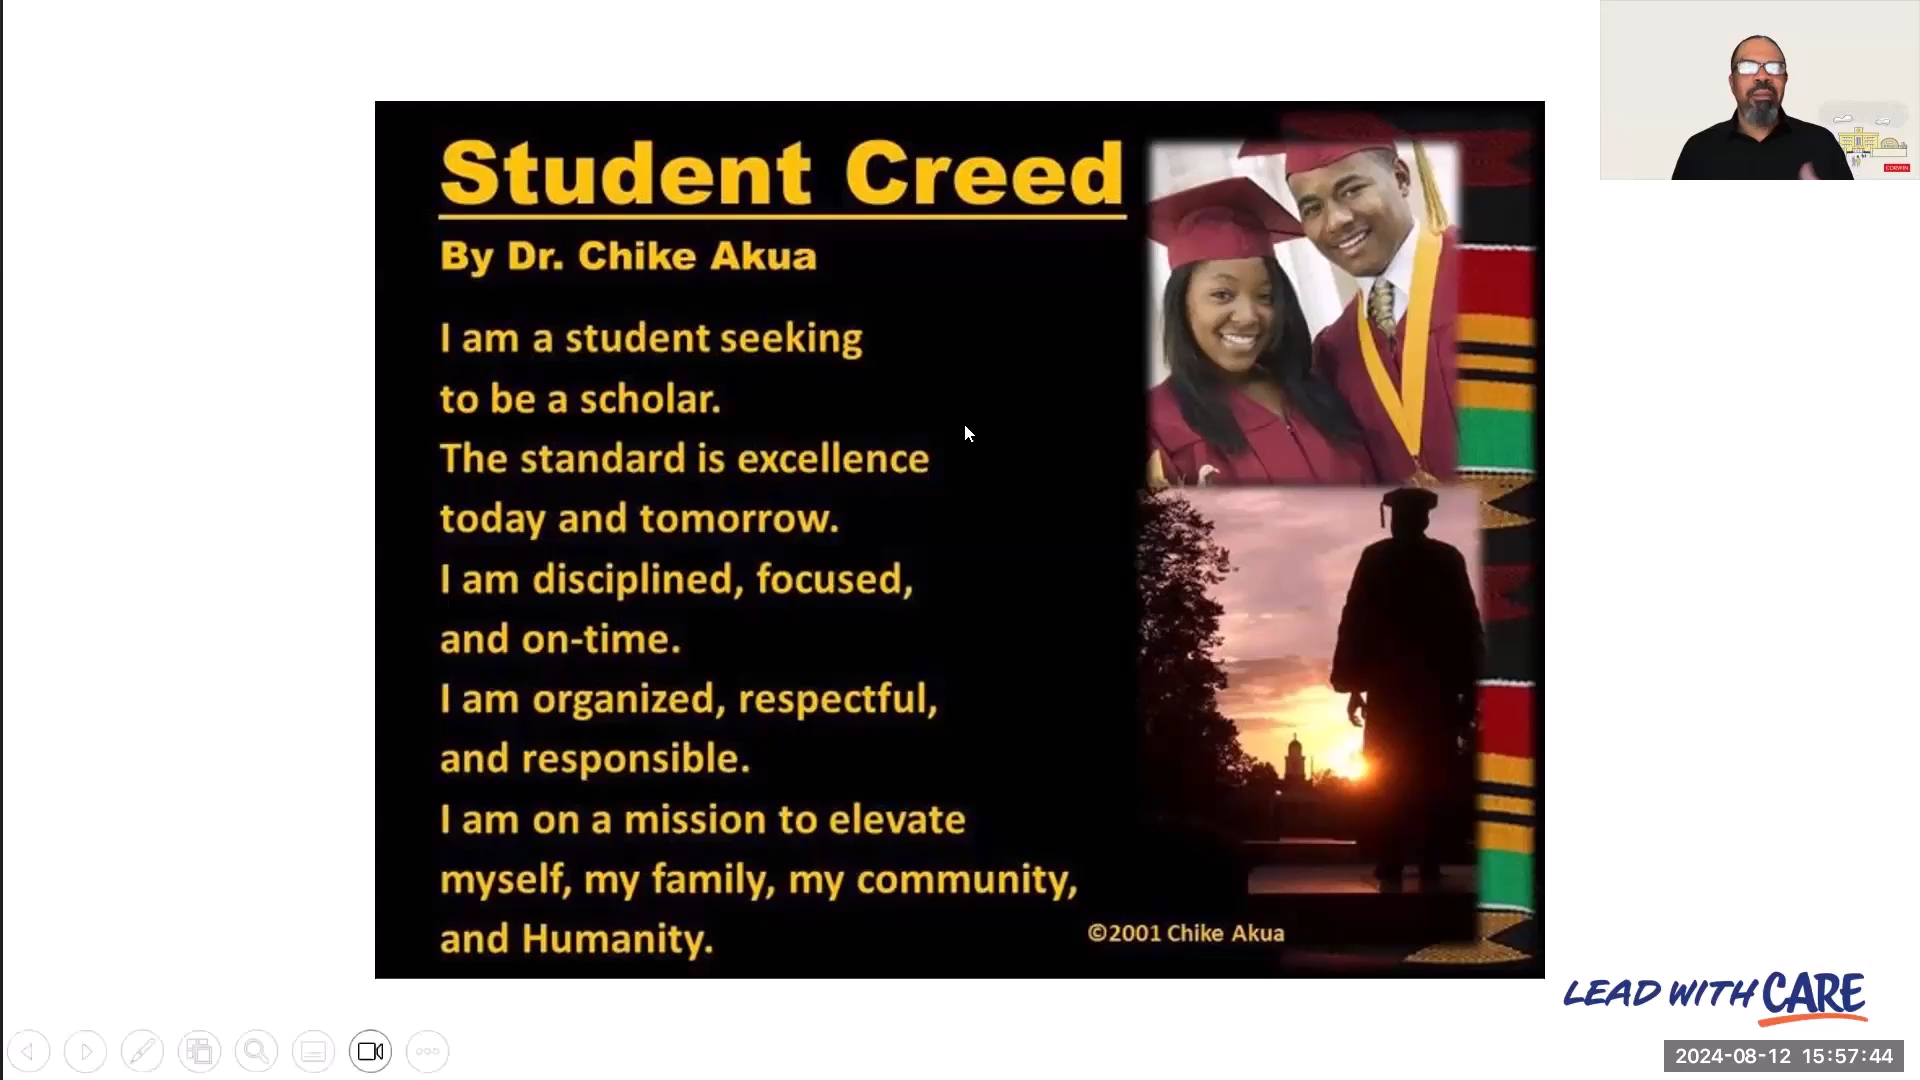 Student Creed
By Dr. Chike Akua
I am a student seeking
to be a scholar.
The standard is excellence
today and tomorrow.
I am disciplined, focused,
and on-time.
I am organized, respectful,
and responsible.
I am on a mission to elevate
myself, my family, my community,
and Humanity.
©2001 Chike Akua
CORWIN
LEAD WITH CARE
2024-08-12 15:57:44